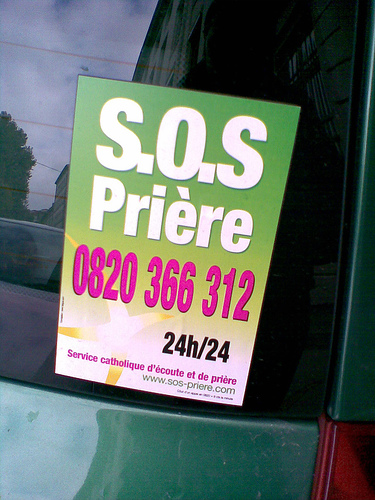 S.O.S
Prière
0820 366 312
24h/24
Service catholique d'écoute et de prière
www.sos-priere.com